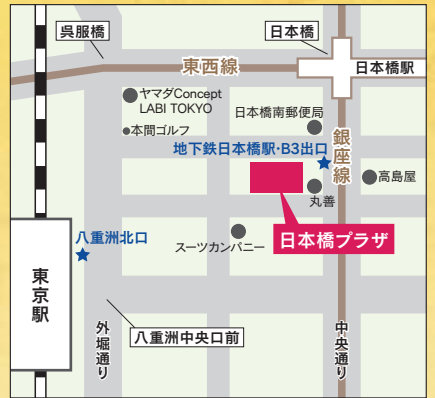 呉服橋
日本橋
東西線
日本橋駅
ヤマダConcept
LABI TOKYO
日本橋南郵便局
本間ゴルフ
地下鉄日本橋駅・B3出口
銀座線
高島屋
丸善
八重洲北口
スーツカンパニー
日本橋プラザ
東京駅
外堀通り
八重洲中央口前
中央通り